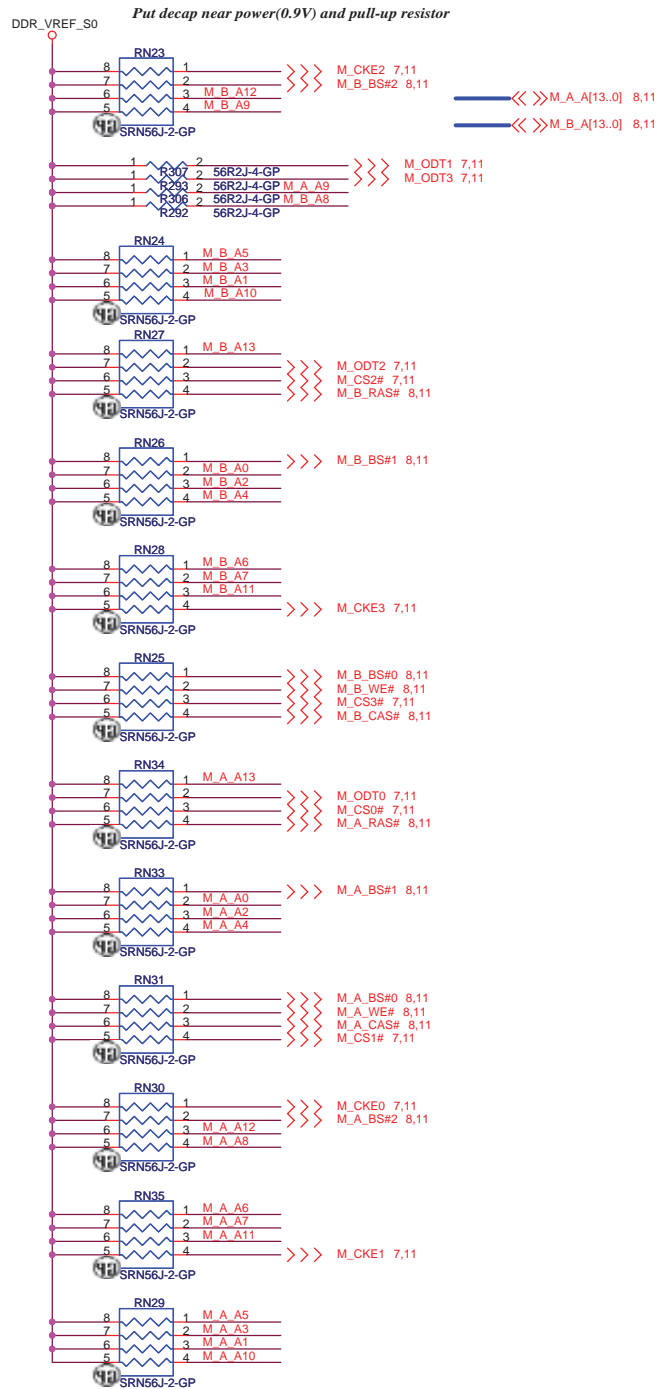 Put decap near power(0.9V) and pull-up resistor
DDR_VREF_S0
RN23
8 1 M_CKE2 7,11
7 2 M_B_BS#2 8,11
6 3 M_B_A12
5 4 M_B_A9
SRN56J-2-GP
M_A_A[13..0] 8,11
M_B_A[13..0] 8,11
1 2 M_ODT1 7,11
R307 56R2J-4-GP
1 2 M_ODT3 7,11
R293 56R2J-4-GP
1 2 M_A_A9
R306 56R2J-4-GP
1 2 M_B_A8
R292 56R2J-4-GP
RN24
8 1 M_B_A5
7 2 M_B_A3
6 3 M_B_A1
5 4 M_B_A10
SRN56J-2-GP
RN27
8 1 M_B_A13
7 2 M_ODT2 7,11
6 3 M_CS2# 7,11
5 4 M_B_RAS# 8,11
SRN56J-2-GP
RN26
8 1 M_B_BS#1 8,11
7 2 M_B_A0
6 3 M_B_A2
5 4 M_B_A4
SRN56J-2-GP
RN28
8 1 M_B_A6
7 2 M_B_A7
6 3 M_B_A11
5 4 M_CKE3 7,11
SRN56J-2-GP
RN25
8 1 M_B_BS#0 8,11
7 2 M_B_WE# 8,11
6 3 M_CS3# 7,11
5 4 M_B_CAS# 8,11
SRN56J-2-GP
RN34
8 1 M_A_A13
7 2 M_ODT0 7,11
6 3 M_CS0# 7,11
5 4 M_A_RAS# 8,11
SRN56J-2-GP
RN33
8 1 M_A_BS#1 8,11
7 2 M_A_A0
6 3 M_A_A2
5 4 M_A_A4
SRN56J-2-GP
RN31
8 1 M_A_BS#0 8,11
7 2 M_A_WE# 8,11
6 3 M_A_CAS# 8,11
5 4 M_CS1# 7,11
SRN56J-2-GP
RN30
8 1 M_CKE0 7,11
7 2 M_A_BS#2 8,11
6 3 M_A_A12
5 4 M_A_A8
SRN56J-2-GP
RN35
8 1 M_A_A6
7 2 M_A_A7
6 3 M_A_A11
5 4 M_CKE1 7,11
SRN56J-2-GP
RN29
8 1 M_A_A5
7 2 M_A_A3
6 3 M_A_A1
5 4 M_A_A10
SRN56J-2-GP